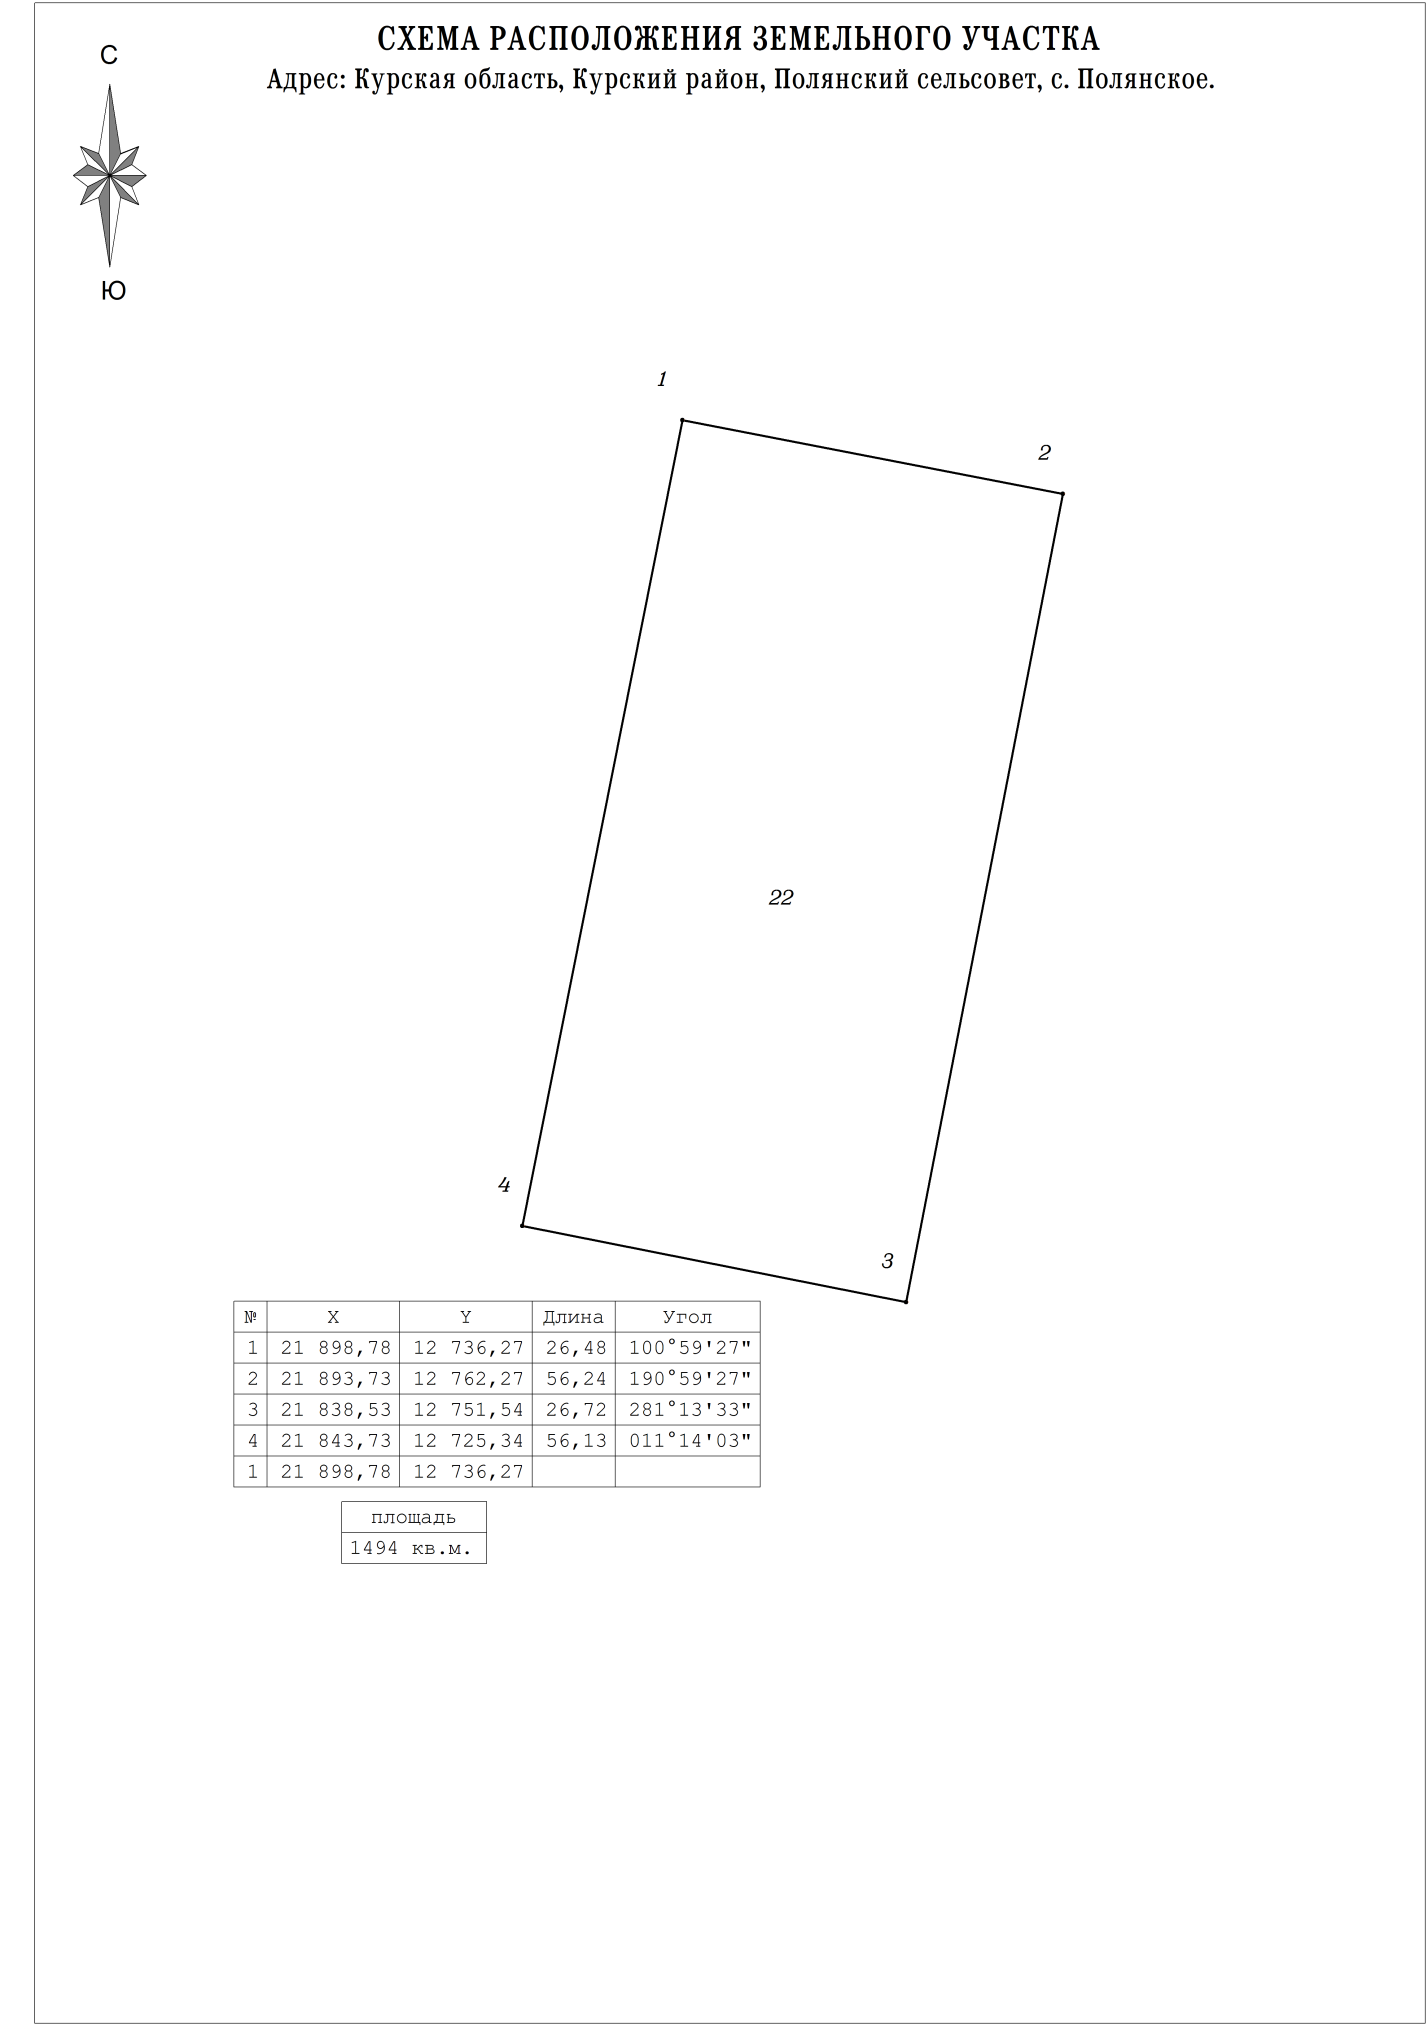 СХЕМА РАСПОЛОЖЕНИЯ ЗЕМЕЛЬНОГО УЧАСТКА
Адрес: Курская область, Курский район, Полянский сельсовет, с. Полянское.
С
Ю
1
2
22
4
3
№ X Y Длина Угол
1 21 898,78 12 736,27 26,48 100°59'27"
2 21 893,73 12 762,27 56,24 190°59'27"
3 21 838,53 12 751,54 26,72 281°13'33"
4 21 843,73 12 725,34 56,13 011°14'03"
1 21 898,78 12 736,27
площадь
1494 кв.м.